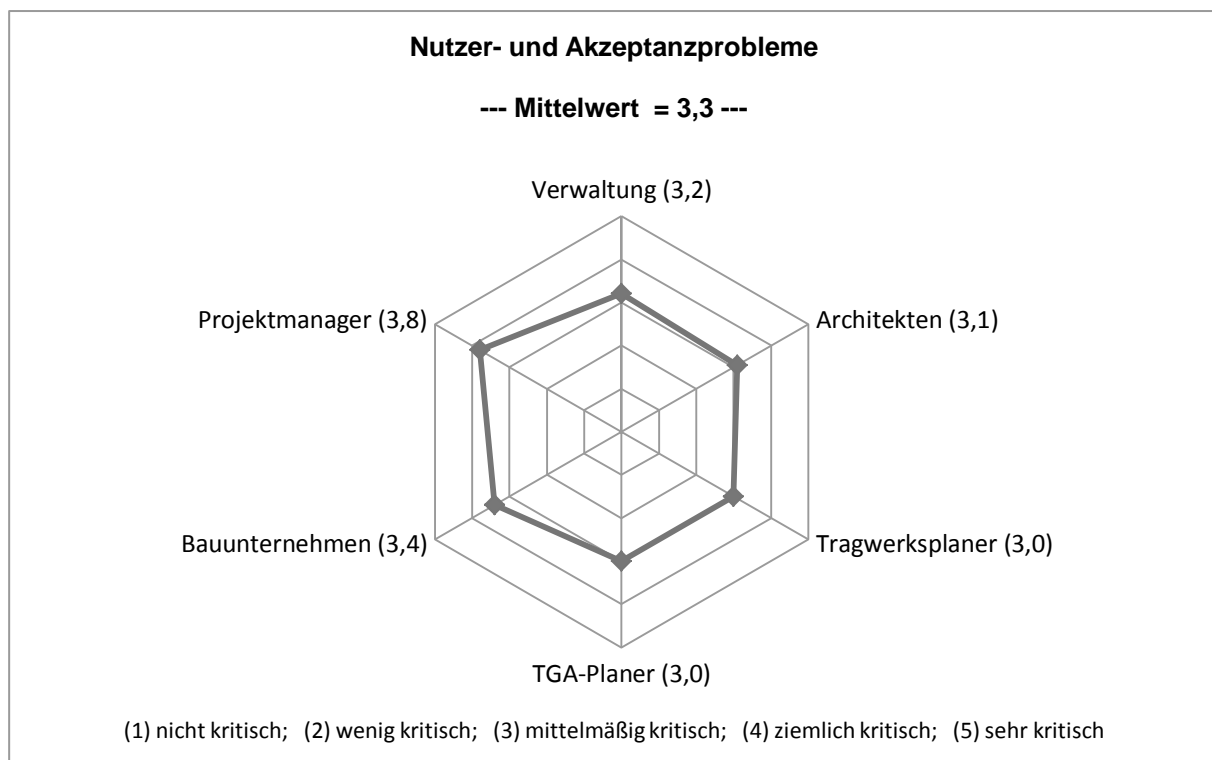 Nutzer- und Akzeptanzprobleme
--- Mittelwert = 3,3 ---
Verwaltung (3,2)
Projektmanager (3,8)
Architekten (3,1)
Bauunternehmen (3,4)
Tragwerksplaner (3,0)
TGA-Planer (3,0)
(1) nicht kritisch; (2) wenig kritisch; (3) mittelmäßig kritisch; (4) ziemlich kritisch; (5) sehr kritisch